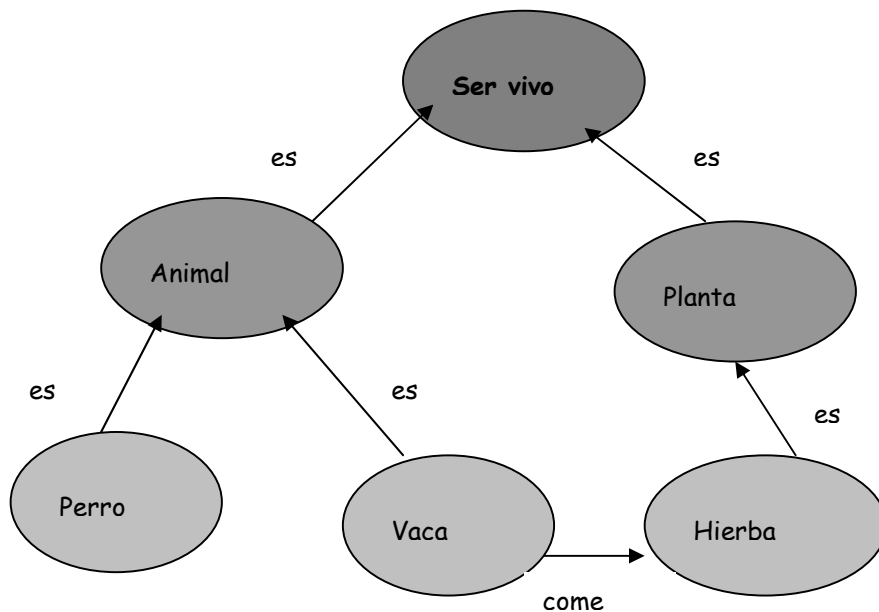 Ser vivo
es
es
Animal
Planta
es
es
es
Perro
Vaca
Hierba
come